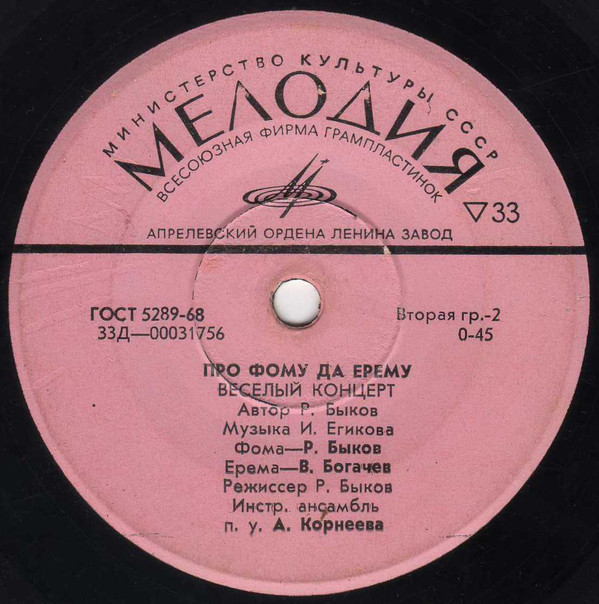 МИНИСТЕРСТВО КУЛЬТУРЫ СССР
МЕЛОДИЯ
ВСЕСОЮЗНАЯ ФИРМА ГРАМПЛАСТИНОК
▽33
АПРЕЛЕВСКИЙ ОРДЕНА ЛЕНИНА ЗАВОД
ГОСТ 5289-68
33Д—00031756
Вторая гр.-2
0-45
ПРО ФОМУ ДА ЕРЕМУ
ВЕСЕЛЫЙ КОНЦЕРТ
Автор Р. Быков
Музыка И. Егикова
Фома—Р. Быков
Ерема—В. Богачев
Режиссер Р. Быков
Инстр. ансамбль
п. у. А. Корнеева